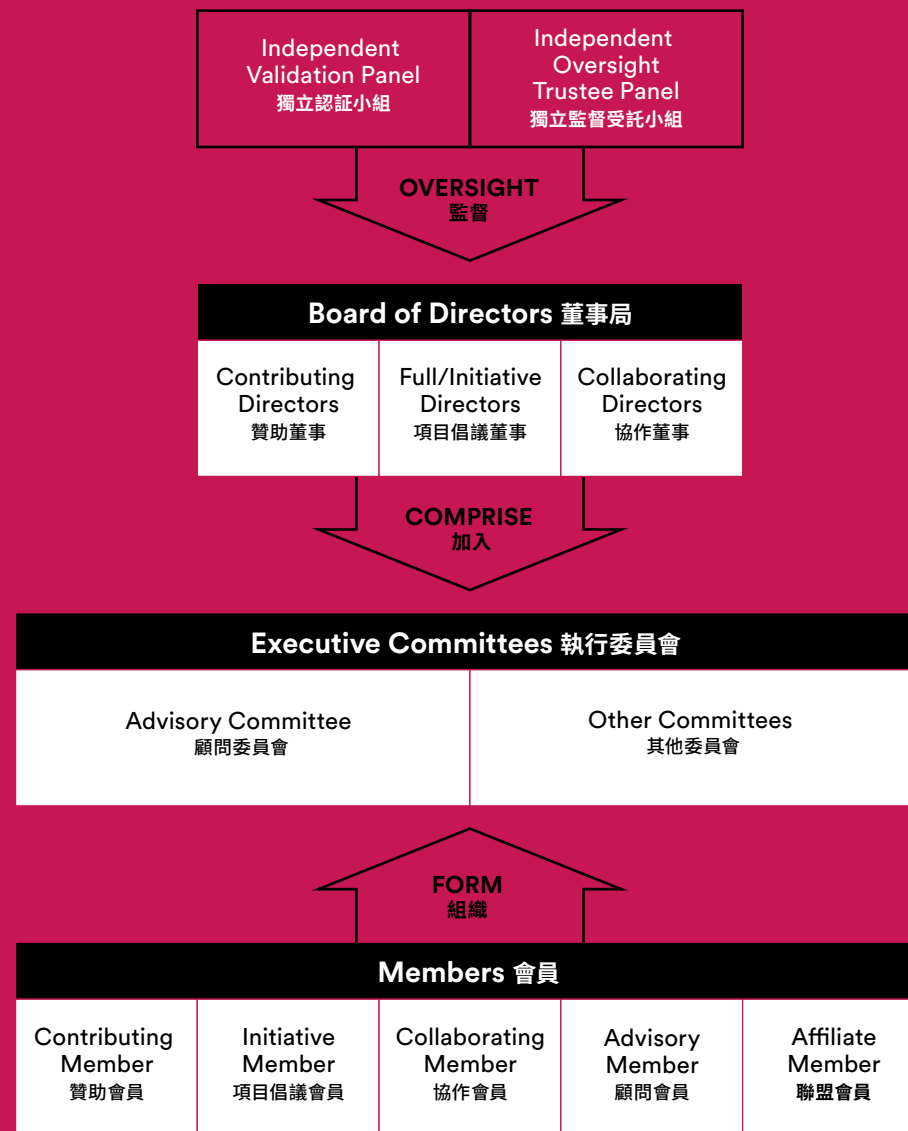 Independent
Validation Panel
獨立認証小組
Independent
Oversight
Trustee Panel
獨立監督受託小組
OVERSIGHT
監督
Board of Directors 董事局
Contributing
Directors
贊助董事
Full/Initiative
Directors
項目倡議董事
Collaborating
Directors
協作董事
COMPRISE
加入
Executive Committees 執行委員會
Advisory Committee
顧問委員會
Other Committees
其他委員會
FORM
組織
Members 會員
Contributing
Member
贊助會員
Initiative
Member
項目倡議會員
Collaborating
Member
協作會員
Advisory
Member
顧問會員
Affiliate
Member
聯盟會員